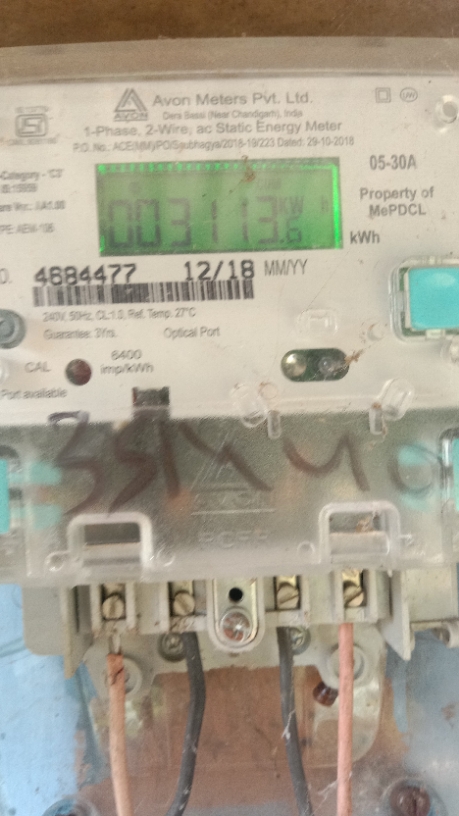 AVON
Avon Meters Pvt. Ltd.
Dera Bassi (Near Chandigarh), India
1-Phase, 2-Wire, ac Static Energy Meter
P.O. No.: ACE(MM)/PO/Saubhagya/2018-19/223 Dated: 29-10-2018
-Category - 'C3'
05-30A
Property of
MePDCL
003113.6 KW h
kWh
4684477 12/18 MM/YY
240V, 50Hz, CL:1.0, Ref. Temp. 27°C
Guarantee: 5Yrs. Optical Port
CAL 6400
imp/kWh
Port available